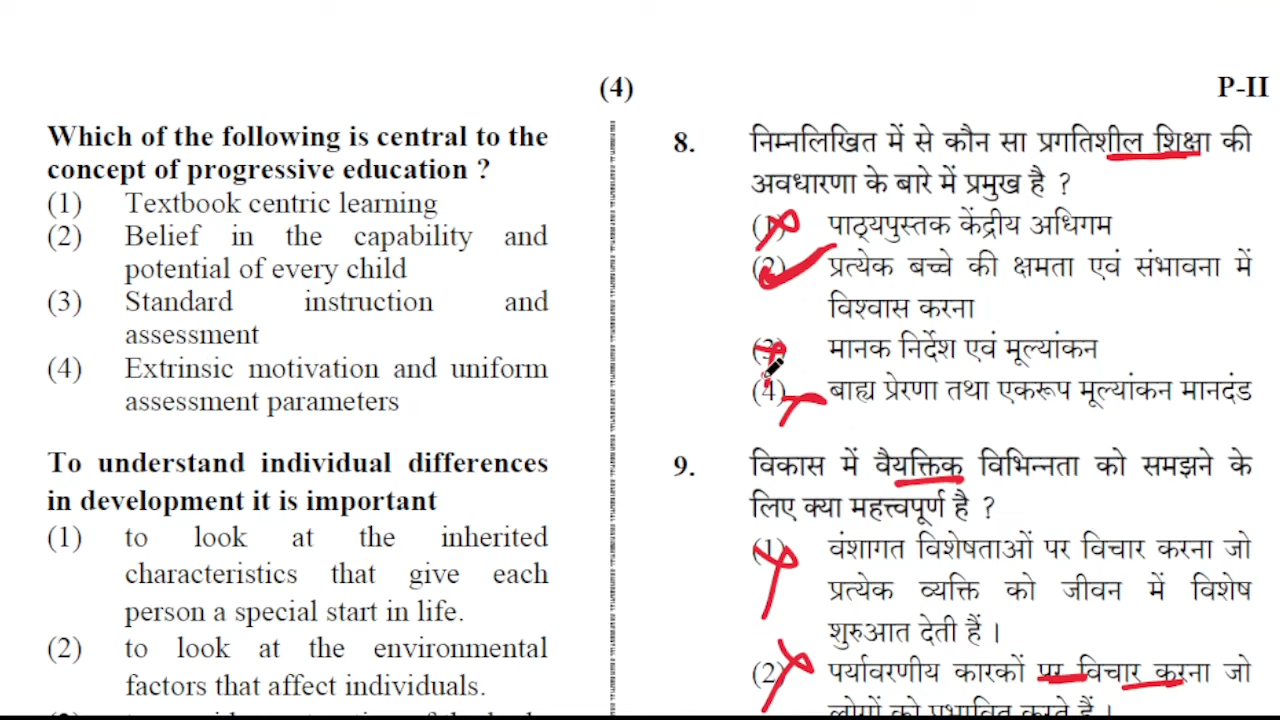 (4)
P-II
Which of the following is central to the
concept of progressive education ?
(1) Textbook centric learning
(2) Belief in the capability and
potential of every child
(3) Standard instruction and
assessment
(4) Extrinsic motivation and uniform
assessment parameters
To understand individual differences
in development it is important
(1) to look at the inherited
characteristics that give each
person a special start in life.
(2) to look at the environmental
factors that affect individuals.
8. निम्नलिखित में से कौन सा प्रगतिशील शिक्षा की
अवधारणा के बारे में प्रमुख है ?
(1) पाठ्यपुस्तक केंद्रीय अधिगम
(2) प्रत्येक बच्चे की क्षमता एवं संभावना में
विश्वास करना
(3) मानक निर्देश एवं मूल्यांकन
(4) बाह्य प्रेरणा तथा एकरूप मूल्यांकन मानदंड
9. विकास में वैयक्तिक विभिन्नता को समझने के
लिए क्या महत्त्वपूर्ण है ?
(1) वंशागत विशेषताओं पर विचार करना जो
प्रत्येक व्यक्ति को जीवन में विशेष
शुरुआत देती हैं ।
(2) पर्यावरणीय कारकों पर विचार करना जो
लोगों को प्रभावित करते हैं ।